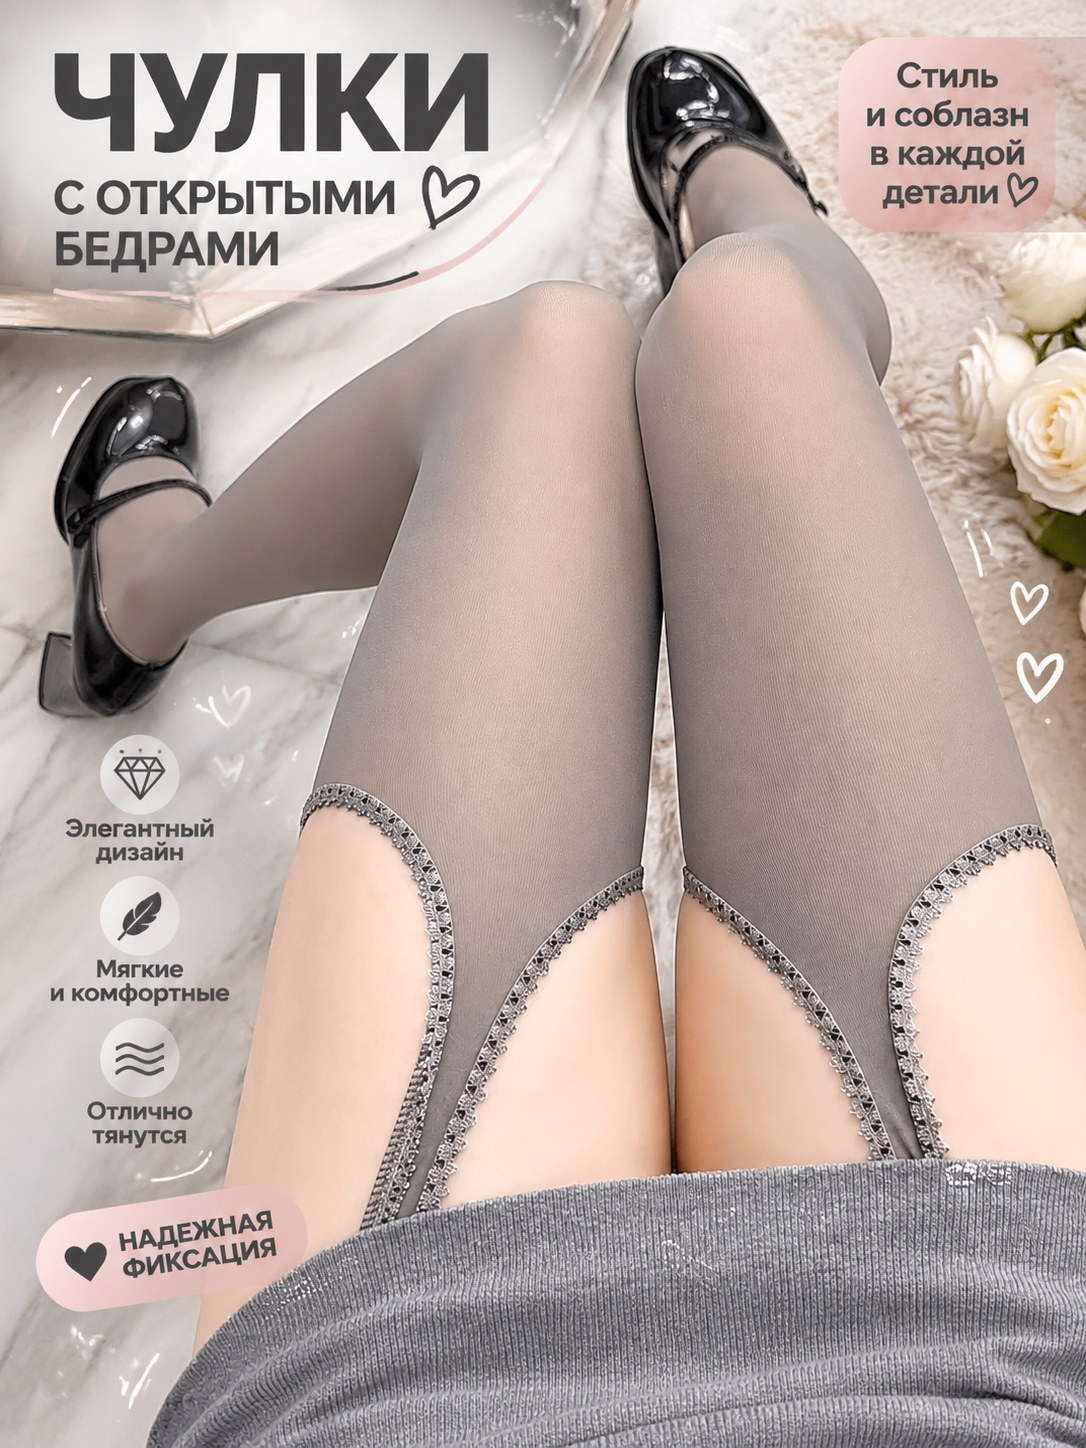 ЧУЛКИ
С ОТКРЫТЫМИ
БЕДРАМИ
Стиль
и соблазн
в каждой
детали
Элегантный
дизайн
Мягкие
и комфортные
Отлично
тянутся
НАДЕЖНАЯ
ФИКСАЦИЯ